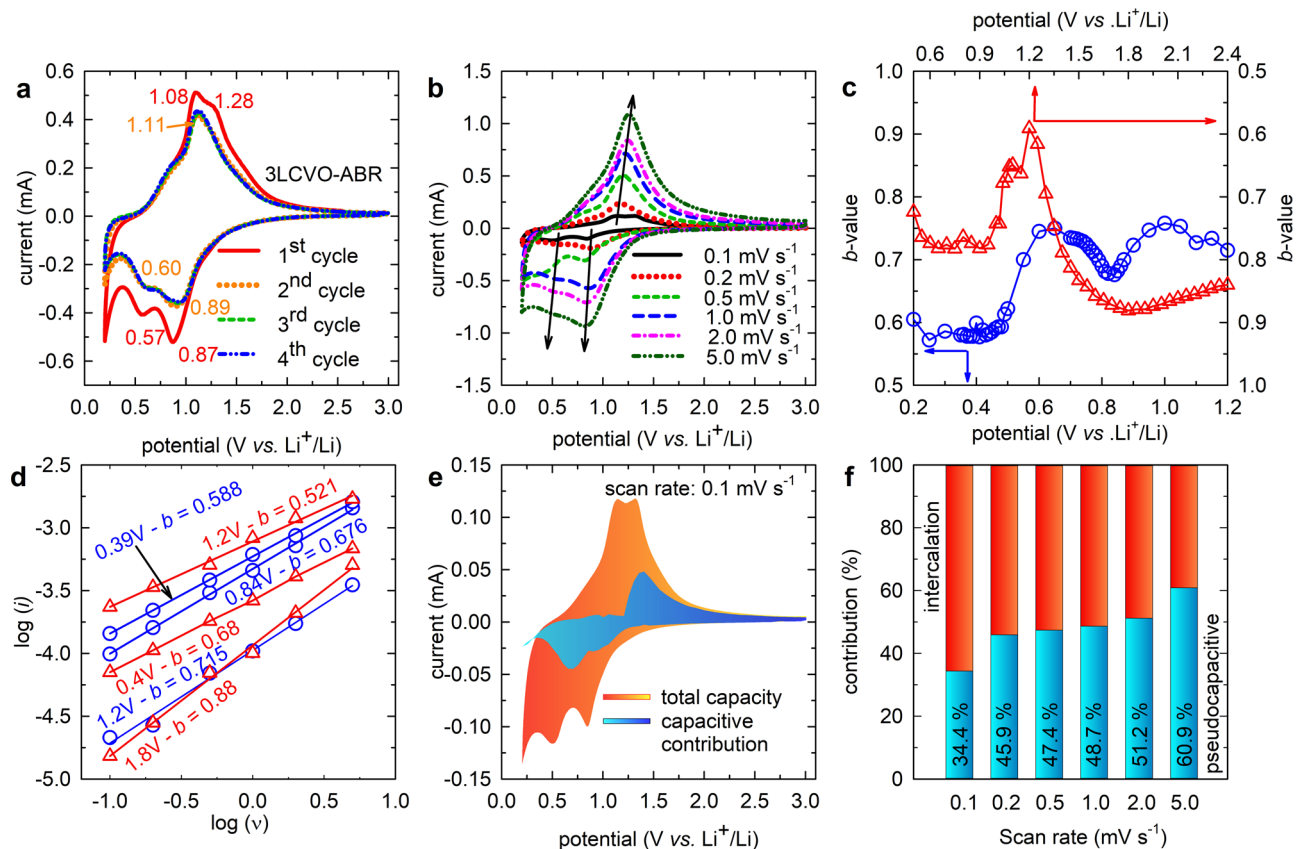 a
0.6
0.4
0.2
0.0
-0.2
-0.4
-0.6
current (mA)
1.08
1.28
1.11
3LCVO-ABR
0.60
0.89
0.57
0.87
1st cycle
2nd cycle
3rd cycle
4th cycle
0.0 0.5 1.0 1.5 2.0 2.5 3.0
potential (V vs. Li+/Li)
b
1.5
1.0
0.5
0.0
-0.5
-1.0
-1.5
current (mA)
0.1 mV s-1
0.2 mV s-1
0.5 mV s-1
1.0 mV s-1
2.0 mV s-1
5.0 mV s-1
0.0 0.5 1.0 1.5 2.0 2.5 3.0
potential (V vs. Li+/Li)
potential (V vs .Li+/Li)
0.6 0.9 1.2 1.5 1.8 2.1 2.4
c
1.0
0.9
0.8
0.7
0.6
0.5
b-value
0.5
0.6
0.7
0.8
0.9
1.0
b-value
0.2 0.4 0.6 0.8 1.0 1.2
potential (V vs .Li+/Li)
d
-2.5
-3.0
-3.5
-4.0
-4.5
-5.0
log (i)
0.39V - b = 0.588
1.2V - b = 0.521
0.84V - b = 0.676
0.4V - b = 0.68
1.2V - b = 0.715
1.8V - b = 0.88
-1.0 -0.5 0.0 0.5 1.0
log (ν)
e
0.15
0.10
0.05
0.00
-0.05
-0.10
-0.15
current (mA)
scan rate: 0.1 mV s-1
total capacity
capacitive
contribution
0.0 0.5 1.0 1.5 2.0 2.5 3.0
potential (V vs. Li+/Li)
f
100
80
60
40
20
0
contribution (%)
intercalation
pseudocapacitive
34.4 %
45.9 %
47.4 %
48.7 %
51.2 %
60.9 %
0.1 0.2 0.5 1.0 2.0 5.0
Scan rate (mV s-1)